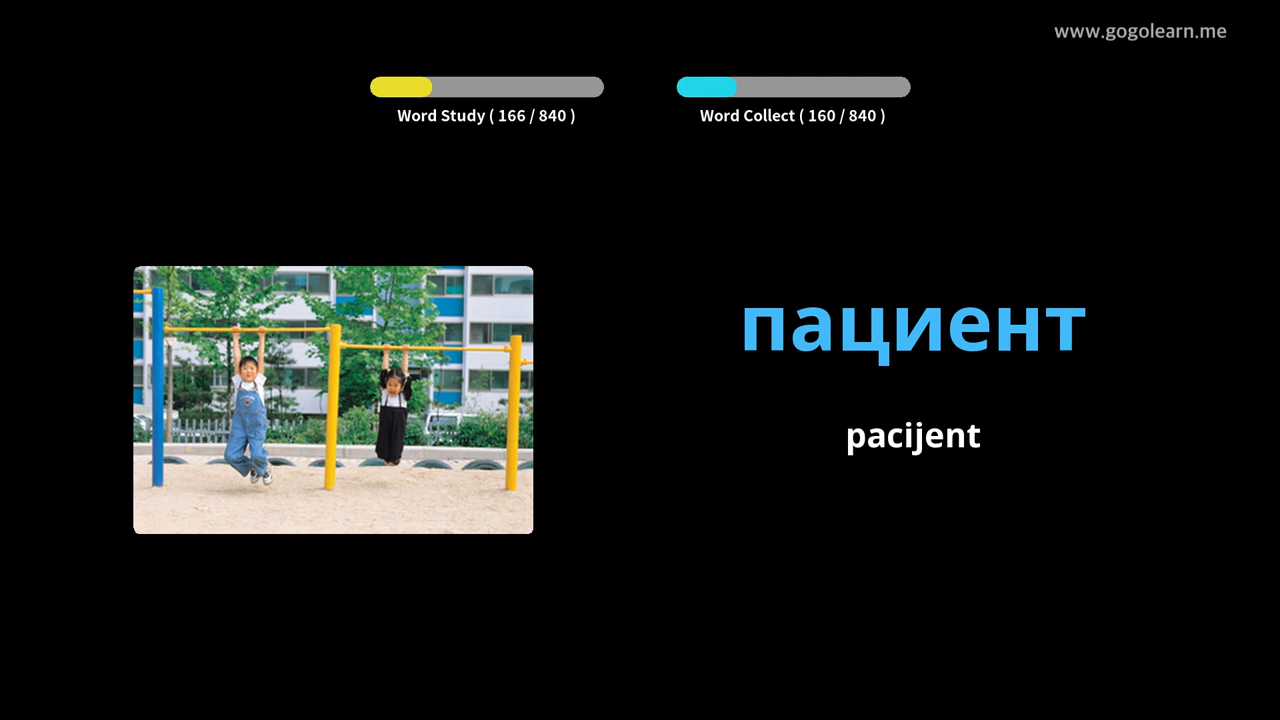 www.gogolearn.me
Word Study ( 166 / 840 )
Word Collect ( 160 / 840 )
пациент
pacijent